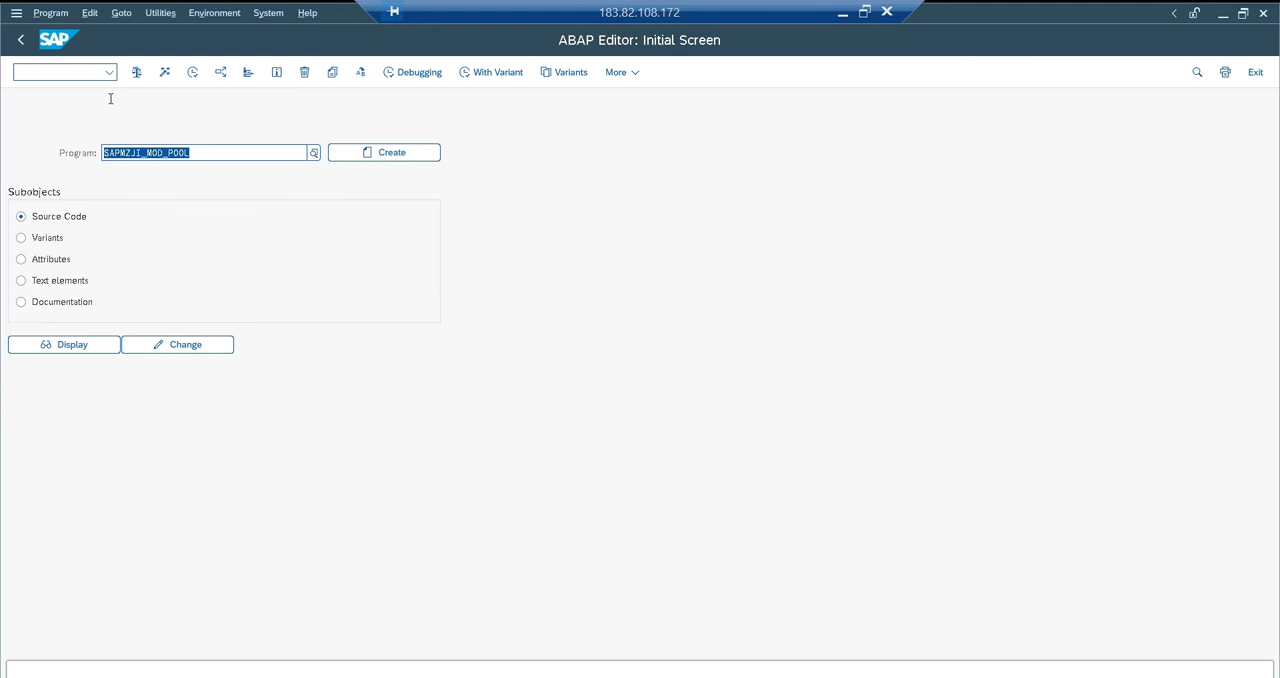 Program Edit Goto Utilities Environment System Help 183.82.108.172
SAP ABAP Editor: Initial Screen
Debugging With Variant Variants More Exit
Program: SAPMZJI_MOD_POOL Create
Subobjects
Source Code
Variants
Attributes
Text elements
Documentation
Display Change